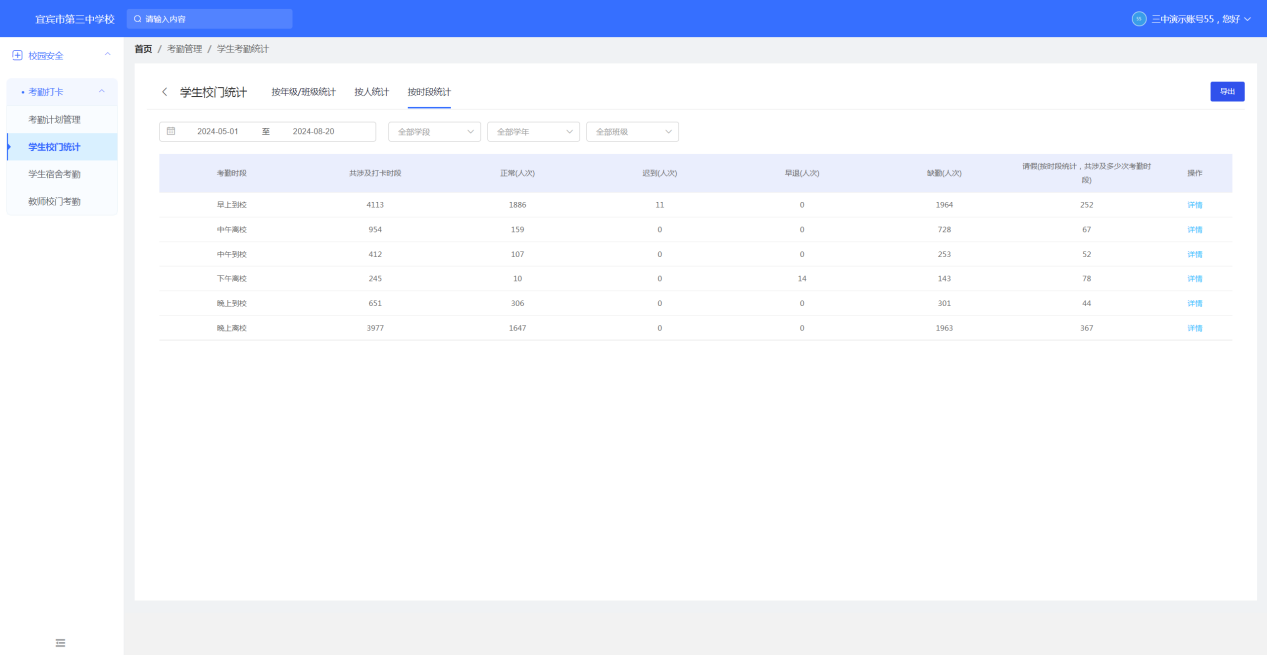 宜宾市第三中学校 请输入内容 三中演示账号55，您好
校园安全
首页 / 考勤管理 / 学生考勤统计
考勤打卡
考勤计划管理
学生校门统计
学生宿舍考勤
教师校门考勤
学生校门统计 按年级/班级统计 按人统计 按时段统计 导出
2024-05-01 至 2024-08-20 全部学段 全部学年 全部班级
考勤时段 共涉及打卡时段 正常(人次) 迟到(人次) 早退(人次) 缺勤(人次) 请假(按时段统计，共涉及多少次考勤时
段) 操作
早上到校 4113 1886 11 0 1964 252 详情
中午离校 954 159 0 0 728 67 详情
中午到校 412 107 0 0 253 52 详情
下午离校 245 10 0 14 143 78 详情
晚上到校 651 306 0 0 301 44 详情
晚上离校 3977 1647 0 0 1963 367 详情